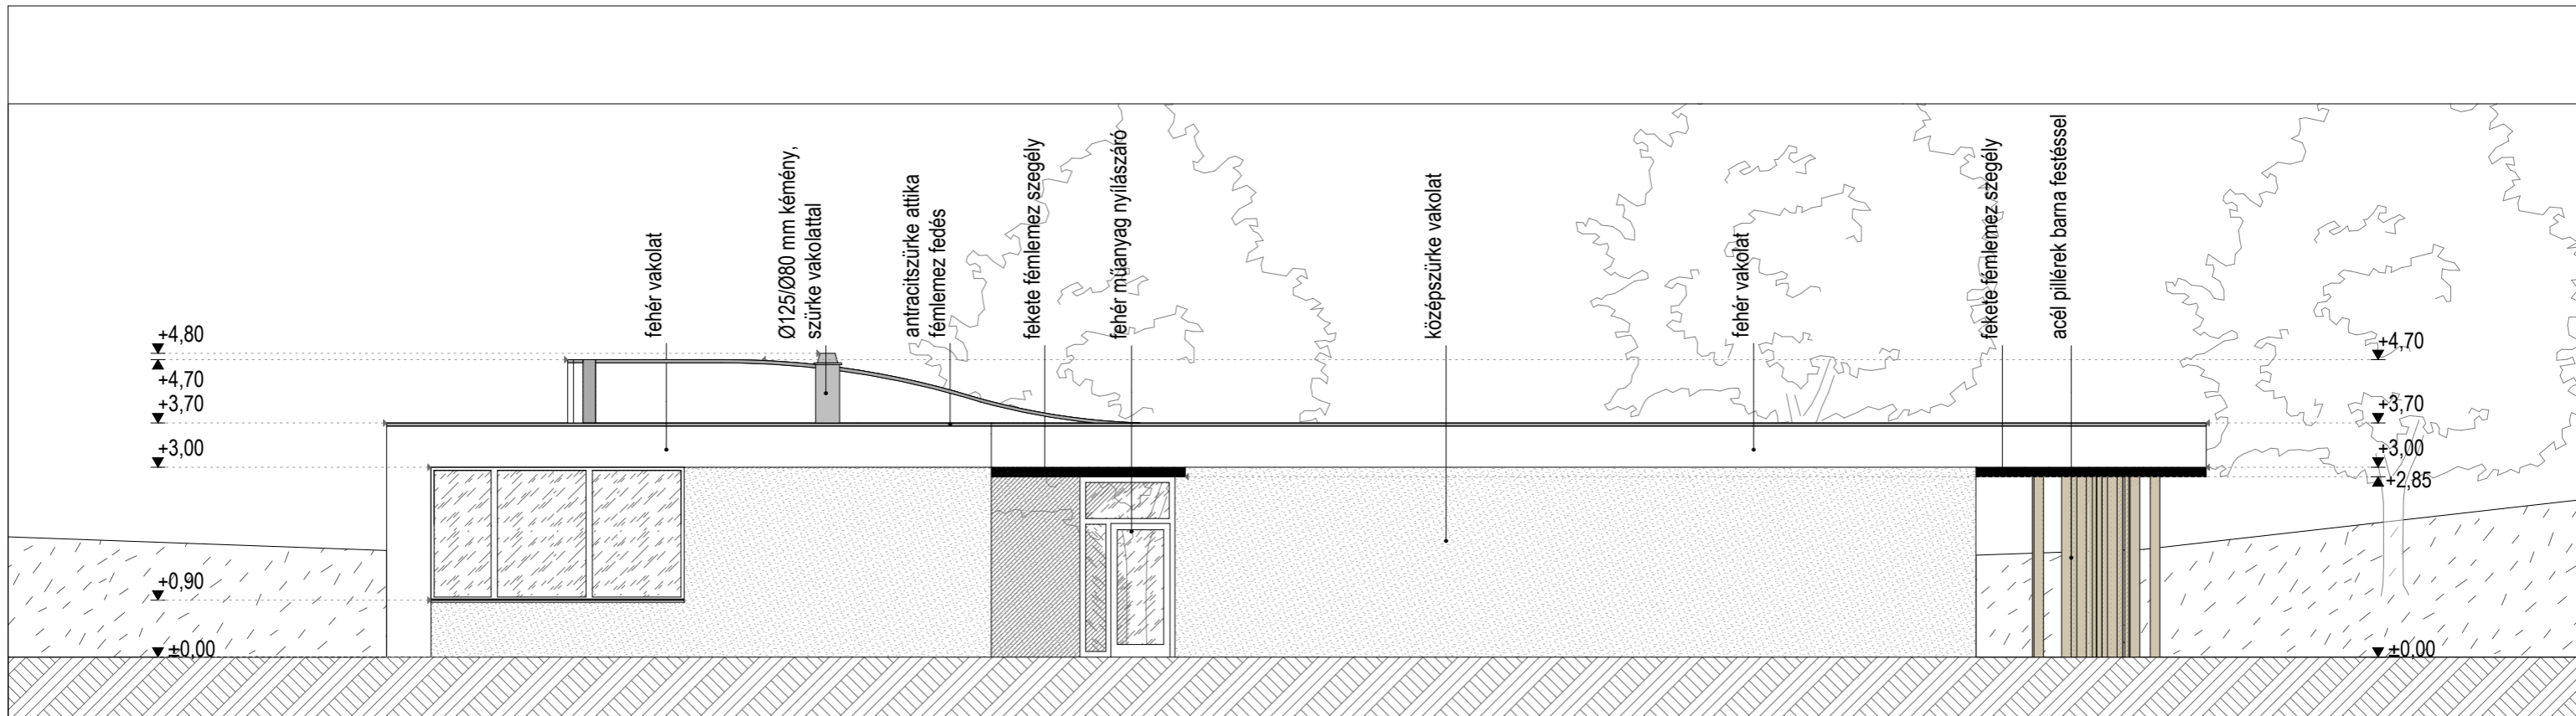 fehér vakolat
Ø125/Ø80 mm kémény,
szürke vakolattal
antracitszürke attika
fémlemez fedés
fekete fémlemez szegély
fehér műanyag nyílászáró
középszürke vakolat
fehér vakolat
fekete fémlemez szegély
acél pillérek barna festéssel
+4,80
+4,70
+3,70
+3,00
+0,90
±0,00
+4,70
+3,70
+3,00
+2,85
±0,00